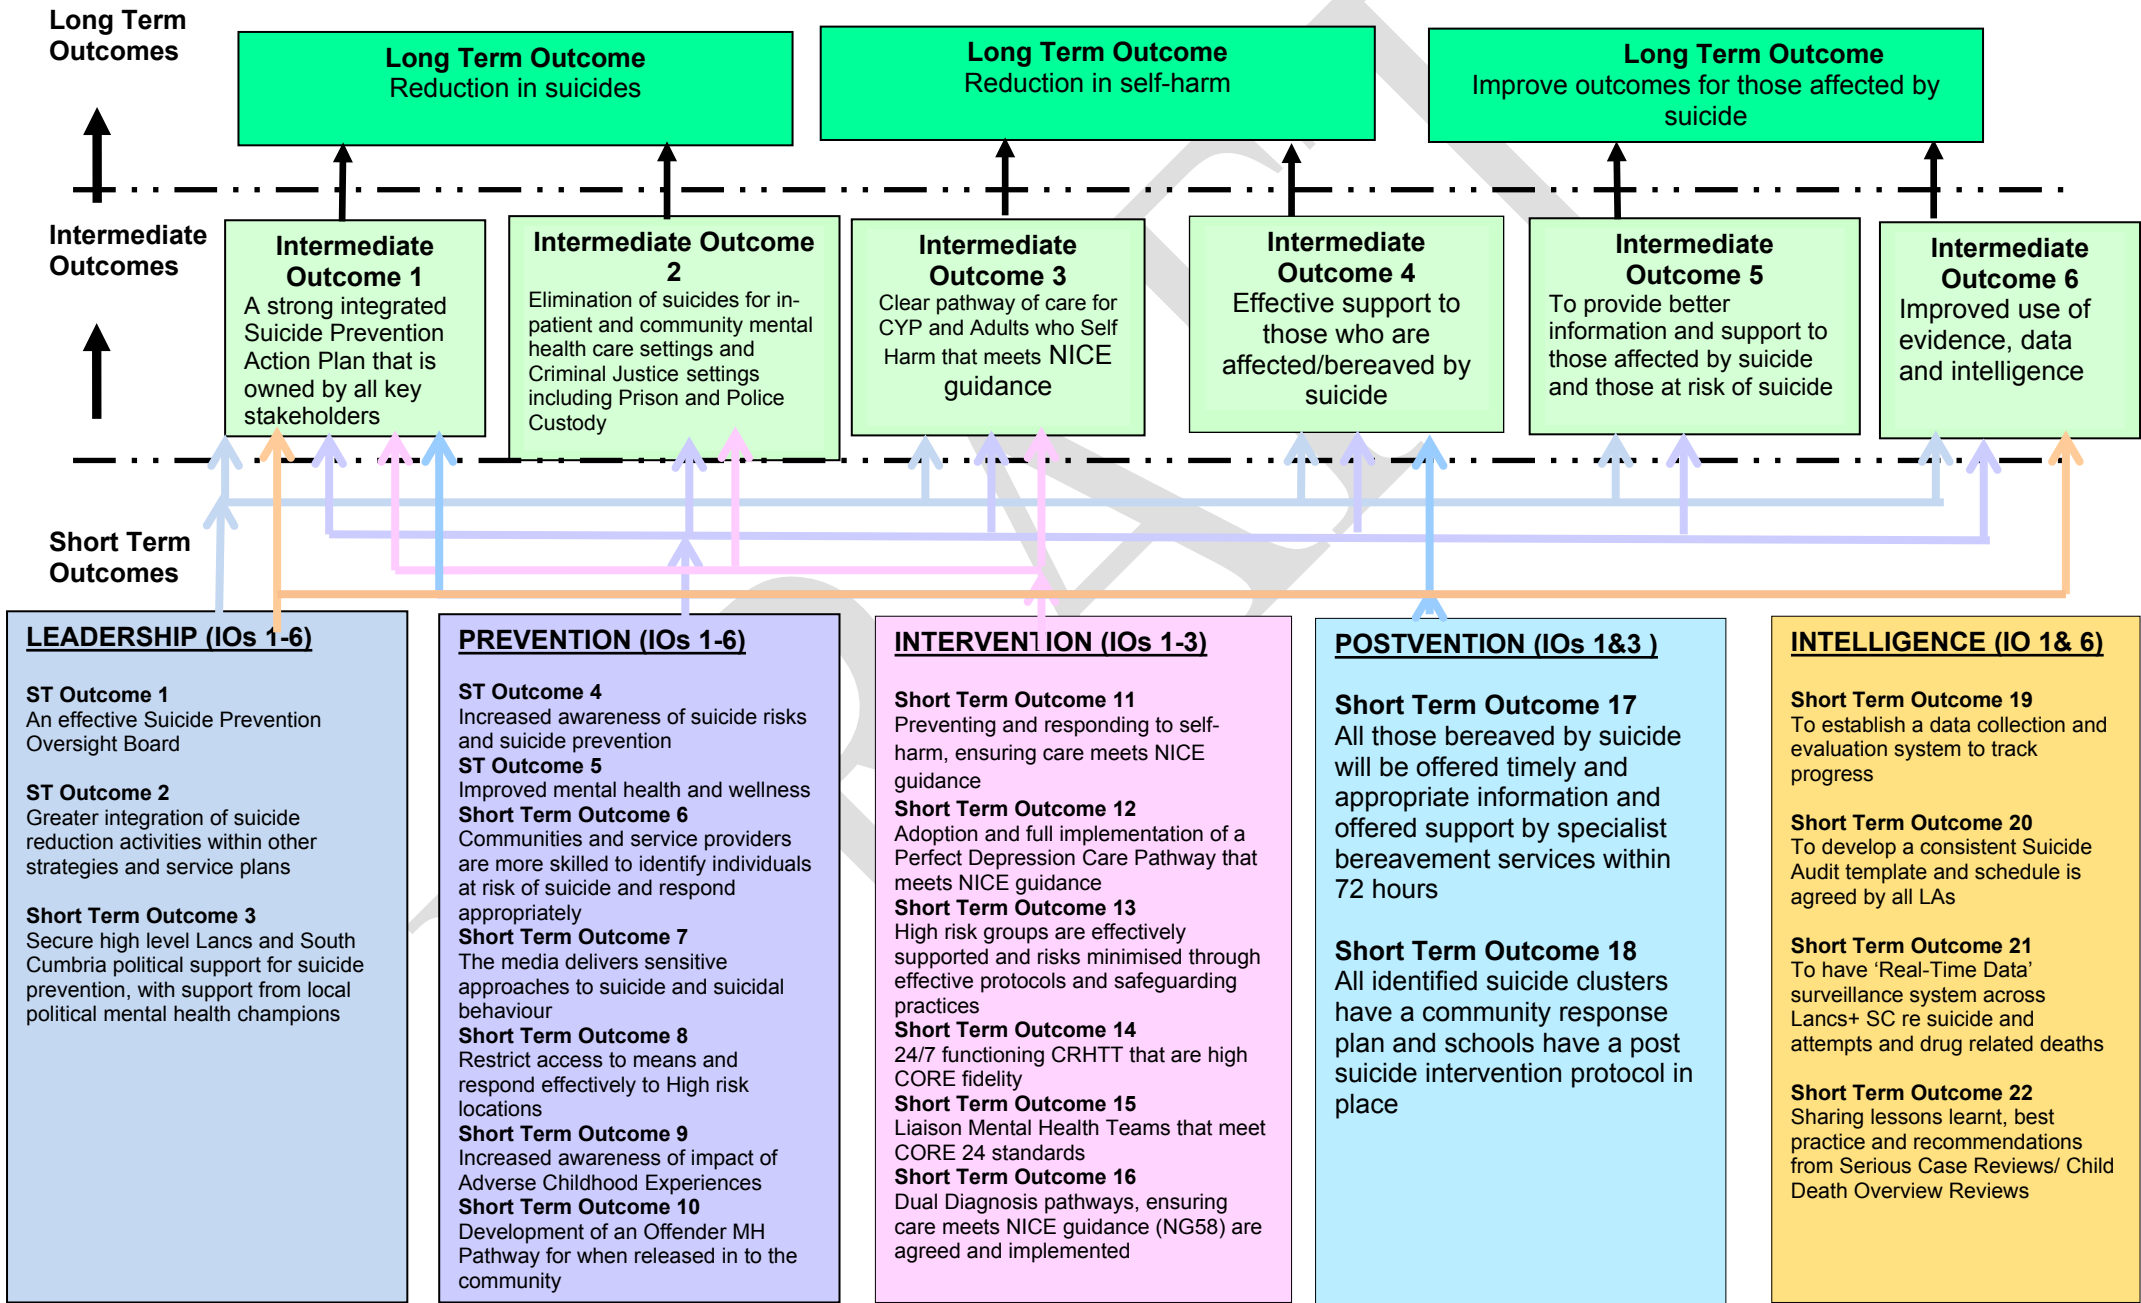 Long Term
Outcomes
Long Term Outcome
Reduction in suicides
Long Term Outcome
Reduction in self-harm
Long Term Outcome
Improve outcomes for those affected by
suicide
Intermediate
Outcomes
Intermediate
Outcome 1
A strong integrated
Suicide Prevention
Action Plan that is
owned by all key
stakeholders
Intermediate Outcome
2
Elimination of suicides for in-
patient and community mental
health care settings and
Criminal Justice settings
including Prison and Police
Custody
Intermediate
Outcome 3
Clear pathway of care for
CYP and Adults who Self
Harm that meets NICE
guidance
Intermediate
Outcome 4
Effective support to
those who are
affected/bereaved by
suicide
Intermediate
Outcome 5
To provide better
information and support to
those affected by suicide
and those at risk of suicide
Intermediate
Outcome 6
Improved use of
evidence, data
and intelligence
Short Term
Outcomes
LEADERSHIP (IOs 1-6)
ST Outcome 1
An effective Suicide Prevention
Oversight Board
ST Outcome 2
Greater integration of suicide
reduction activities within other
strategies and service plans
Short Term Outcome 3
Secure high level Lancs and South
Cumbria political support for suicide
prevention, with support from local
political mental health champions
PREVENTION (IOs 1-6)
ST Outcome 4
Increased awareness of suicide risks
and suicide prevention
ST Outcome 5
Improved mental health and wellness
Short Term Outcome 6
Communities and service providers
are more skilled to identify individuals
at risk of suicide and respond
appropriately
Short Term Outcome 7
The media delivers sensitive
approaches to suicide and suicidal
behaviour
Short Term Outcome 8
Restrict access to means and
respond effectively to High risk
locations
Short Term Outcome 9
Increased awareness of impact of
Adverse Childhood Experiences
Short Term Outcome 10
Development of an Offender MH
Pathway for when released in to the
community
INTERVENTION (IOs 1-3)
Short Term Outcome 11
Preventing and responding to self-
harm, ensuring care meets NICE
guidance
Short Term Outcome 12
Adoption and full implementation of a
Perfect Depression Care Pathway that
meets NICE guidance
Short Term Outcome 13
High risk groups are effectively
supported and risks minimised through
effective protocols and safeguarding
practices
Short Term Outcome 14
24/7 functioning CRHTT that are high
CORE fidelity
Short Term Outcome 15
Liaison Mental Health Teams that meet
CORE 24 standards
Short Term Outcome 16
Dual Diagnosis pathways, ensuring
care meets NICE guidance (NG58) are
agreed and implemented
POSTVENTION (IOs 1&3 )
Short Term Outcome 17
All those bereaved by suicide
will be offered timely and
appropriate information and
offered support by specialist
bereavement services within
72 hours
Short Term Outcome 18
All identified suicide clusters
have a community response
plan and schools have a post
suicide intervention protocol in
place
INTELLIGENCE (IO 1& 6)
Short Term Outcome 19
To establish a data collection and
evaluation system to track
progress
Short Term Outcome 20
To develop a consistent Suicide
Audit template and schedule is
agreed by all LAs
Short Term Outcome 21
To have ‘Real-Time Data’
surveillance system across
Lancs+ SC re suicide and
attempts and drug related deaths
Short Term Outcome 22
Sharing lessons learnt, best
practice and recommendations
from Serious Case Reviews/ Child
Death Overview Reviews
DRAFT